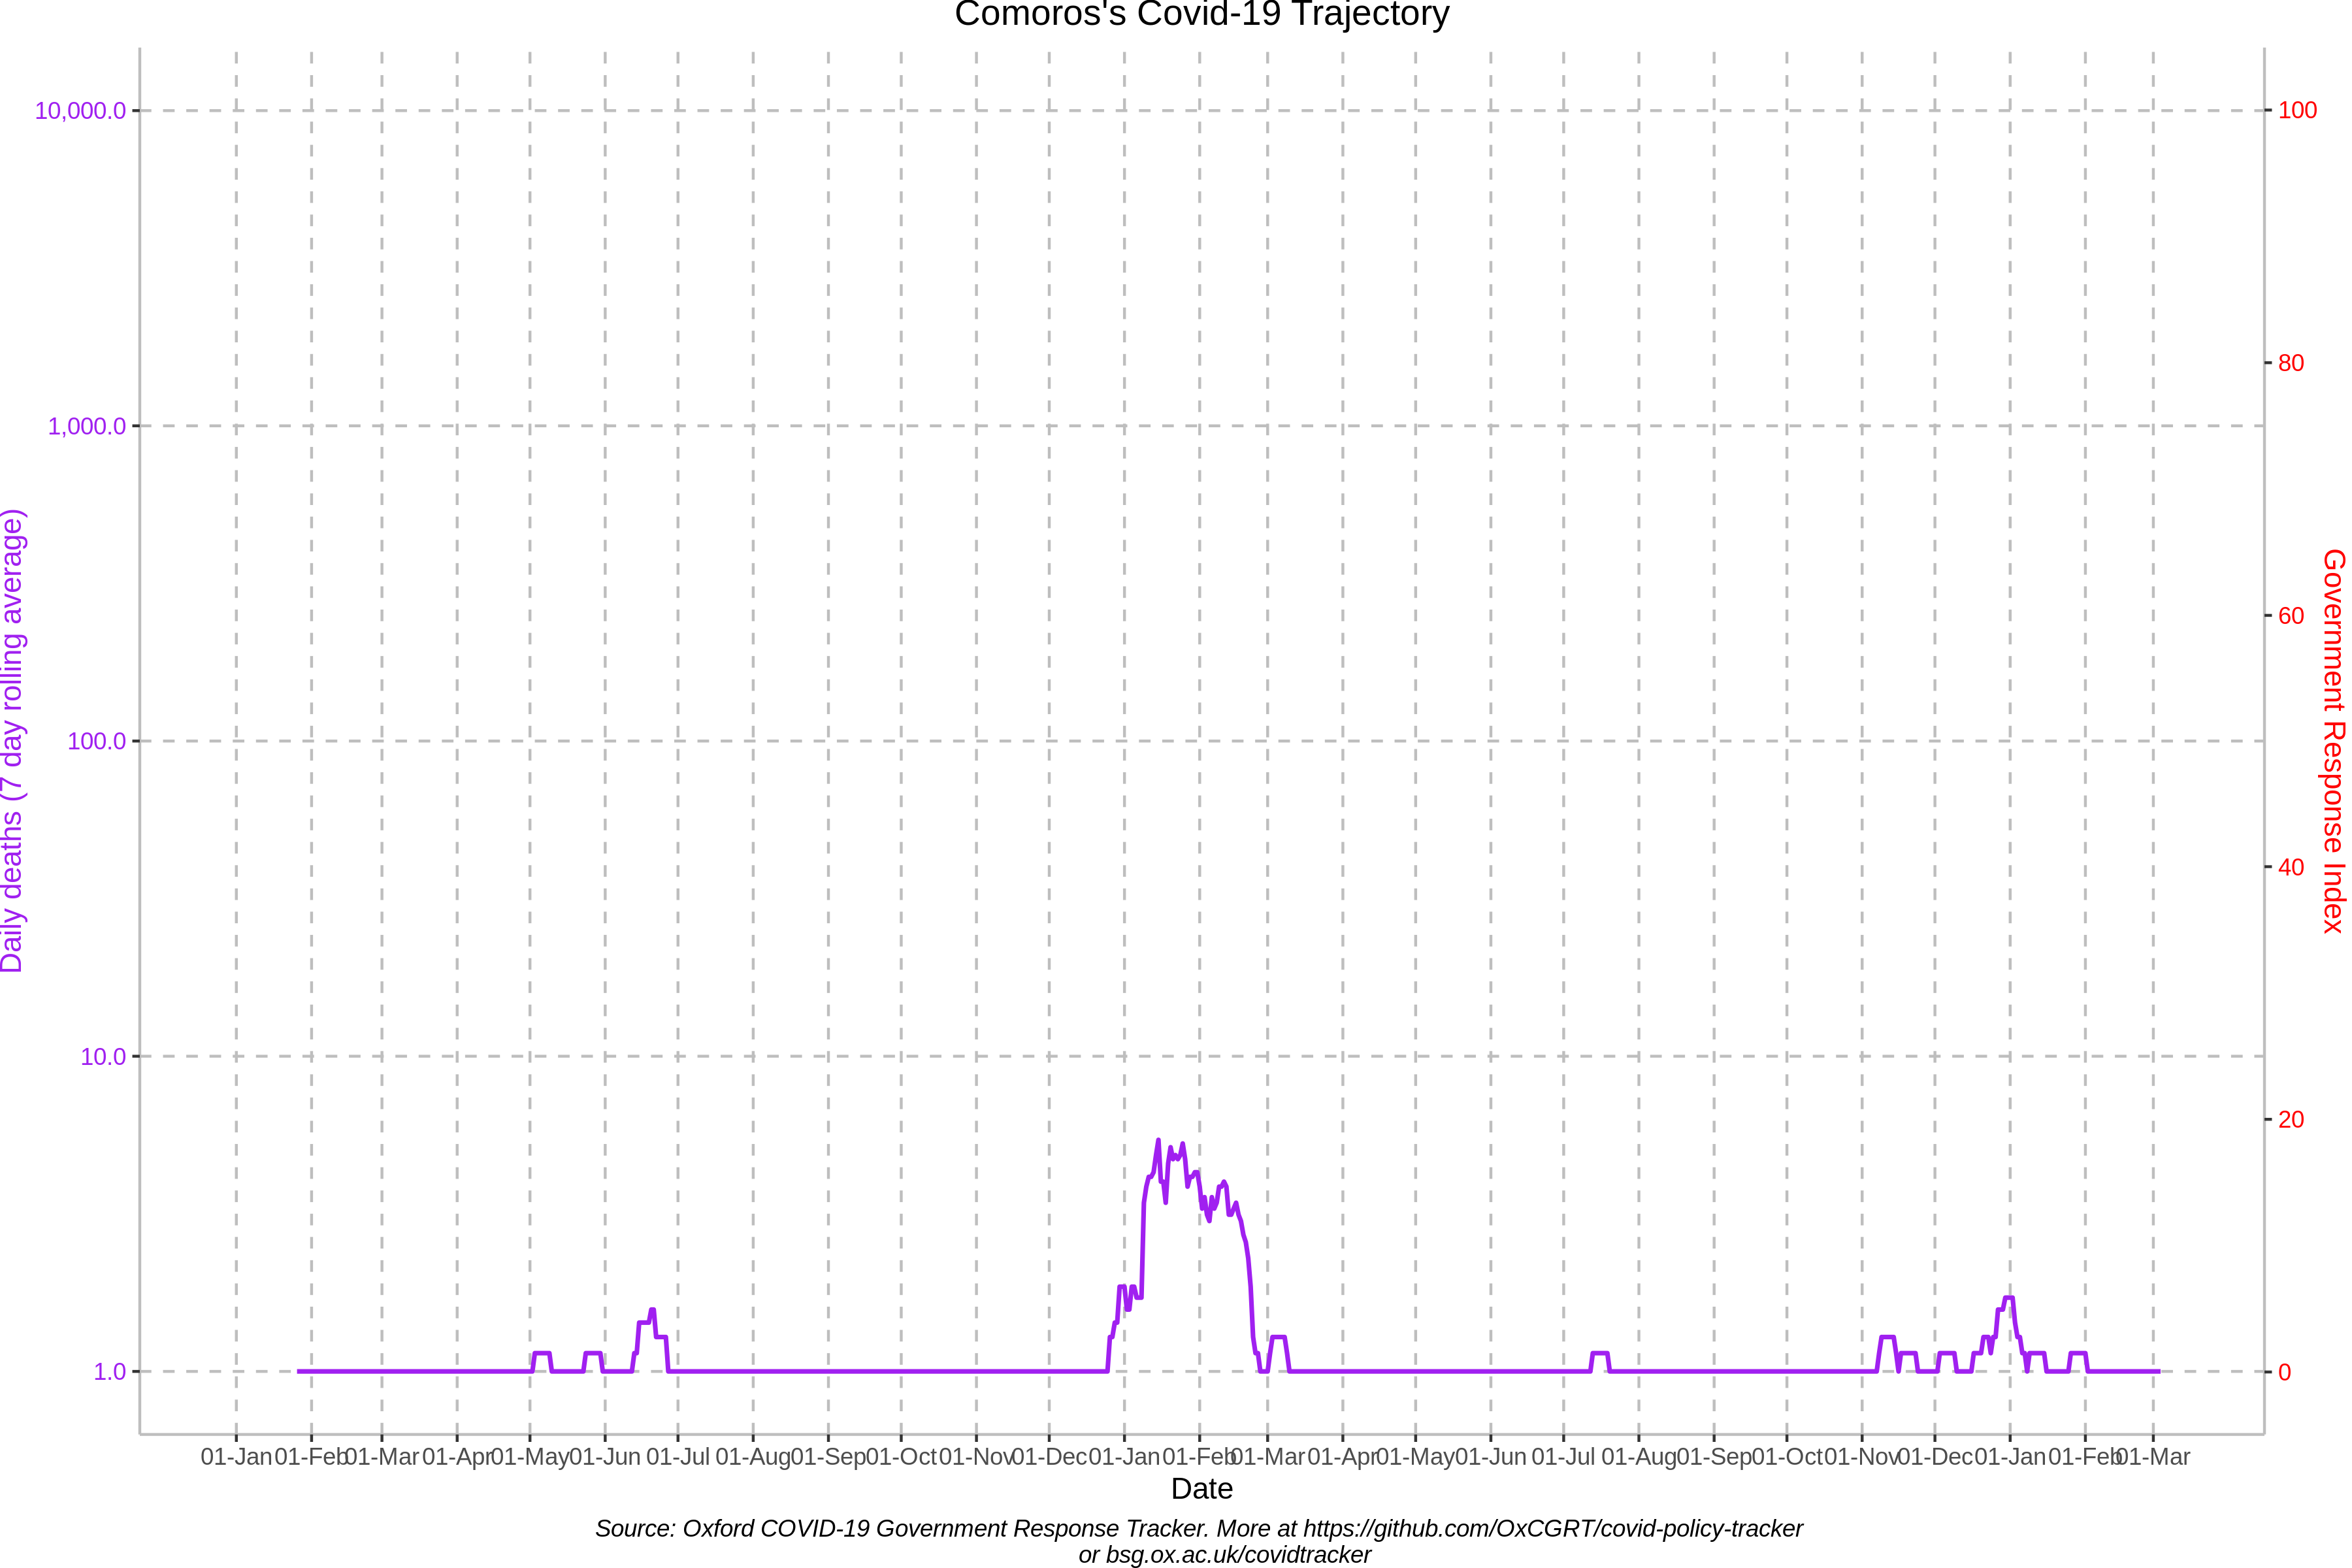 Comoros's Covid-19 Trajectory
10,000.0
1,000.0
100.0
10.0
1.0
Daily deaths (7 day rolling average)
100
80
60
40
20
0
Government Response Index
01-Jan 01-Feb 01-Mar 01-Apr 01-May 01-Jun 01-Jul 01-Aug 01-Sep 01-Oct 01-Nov 01-Dec 01-Jan 01-Feb 01-Mar 01-Apr 01-May 01-Jun 01-Jul 01-Aug 01-Sep 01-Oct 01-Nov 01-Dec 01-Jan 01-Feb 01-Mar
Date
Source: Oxford COVID-19 Government Response Tracker. More at https://github.com/OxCGRT/covid-policy-tracker
or bsg.ox.ac.uk/covidtracker